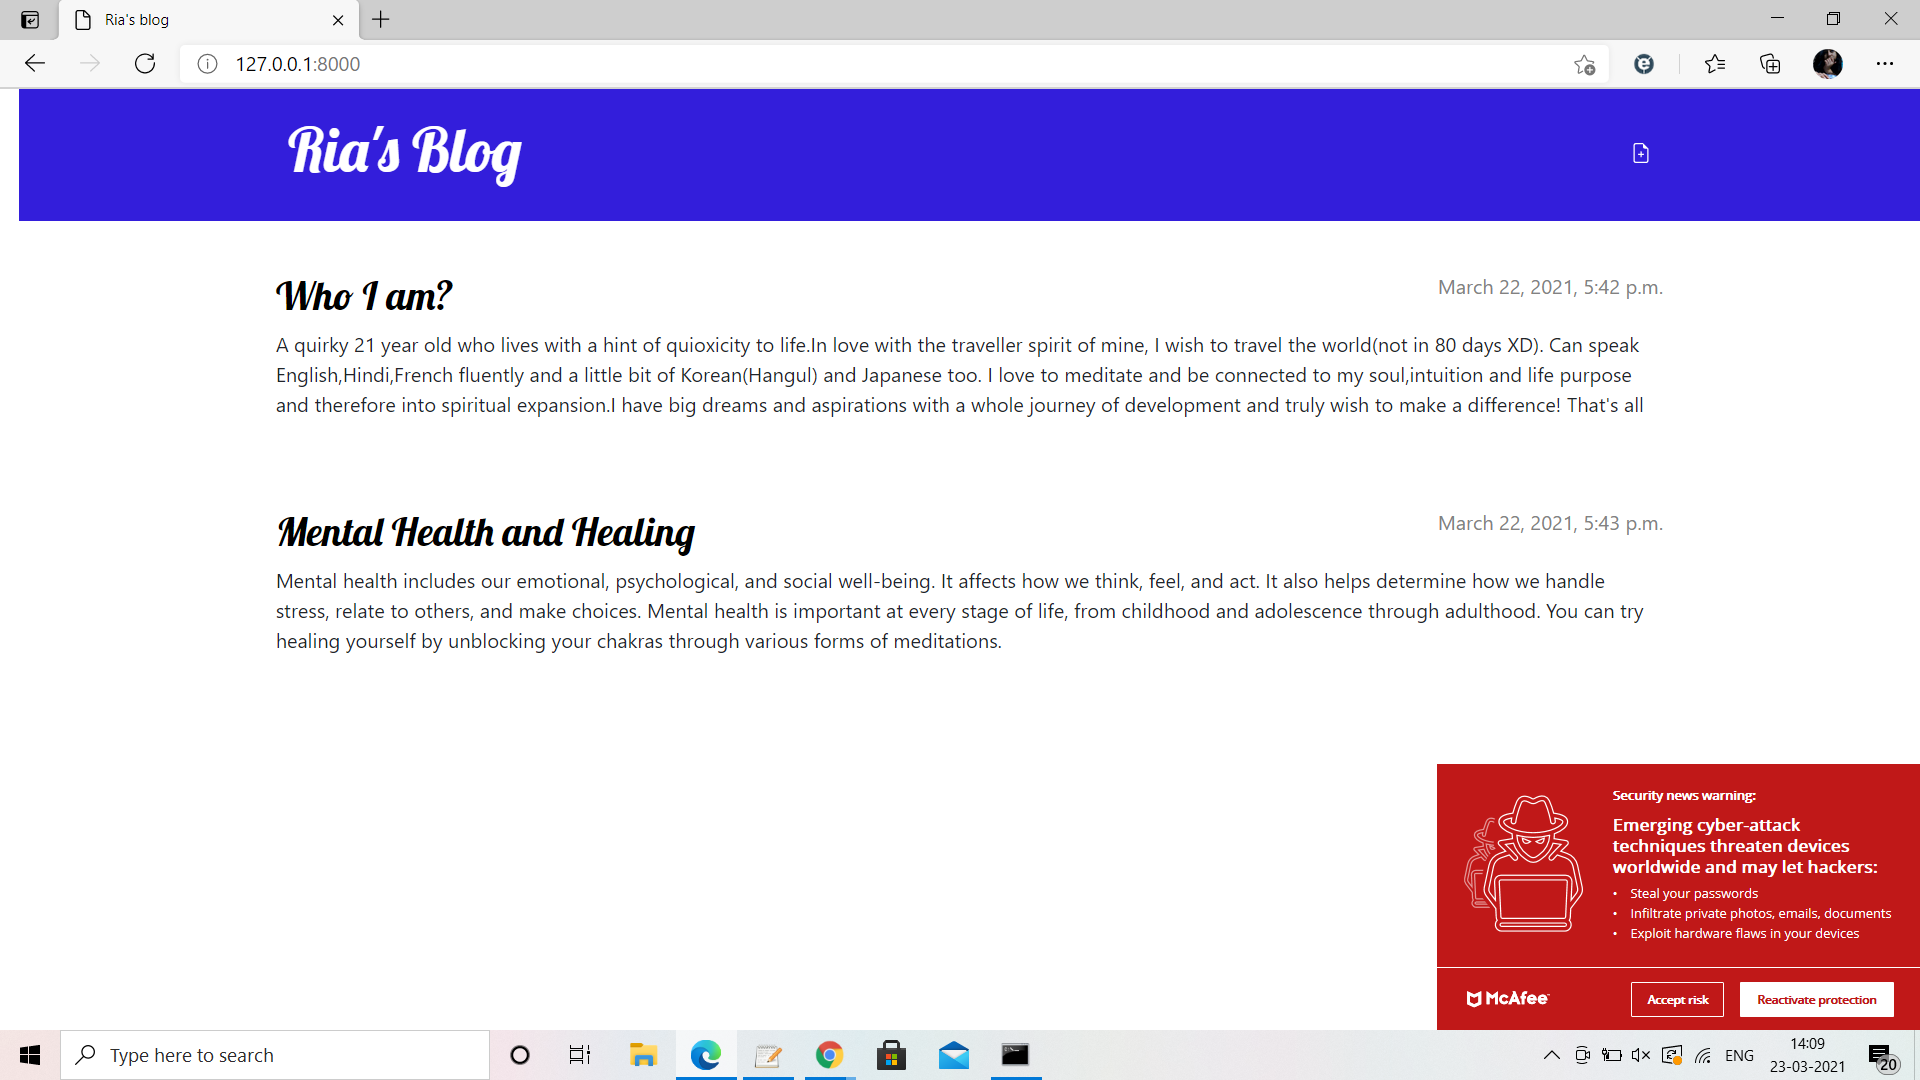 Ria's blog
127.0.0.1:8000
Ria's Blog
Who I am?
March 22, 2021, 5:42 p.m.
A quirky 21 year old who lives with a hint of quioxicity to life.In love with the traveller spirit of mine, I wish to travel the world(not in 80 days XD). Can speak
English,Hindi,French fluently and a little bit of Korean(Hangul) and Japanese too. I love to meditate and be connected to my soul,intuition and life purpose
and therefore into spiritual expansion.I have big dreams and aspirations with a whole journey of development and truly wish to make a difference! That's all
Mental Health and Healing
March 22, 2021, 5:43 p.m.
Mental health includes our emotional, psychological, and social well-being. It affects how we think, feel, and act. It also helps determine how we handle
stress, relate to others, and make choices. Mental health is important at every stage of life, from childhood and adolescence through adulthood. You can try
healing yourself by unblocking your chakras through various forms of meditations.
Security news warning:
Emerging cyber-attack
techniques threaten devices
worldwide and may let hackers:
• Steal your passwords
• Infiltrate private photos, emails, documents
• Exploit hardware flaws in your devices
McAfee
Accept risk
Reactivate protection
Type here to search
ENG
14:09
23-03-2021
20